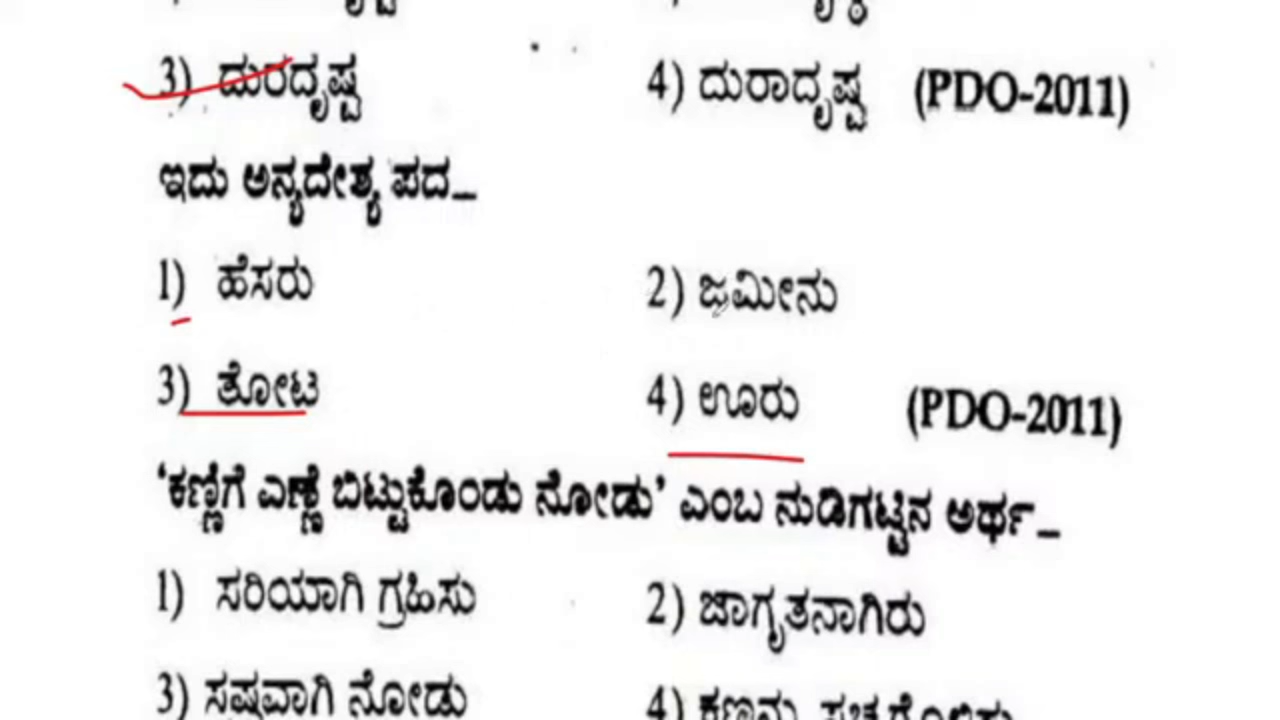 3) ದುರದೃಷ್ಟ 4) ದುರಾದೃಷ್ಟ (PDO-2011)
ಇದು ಅನ್ಯದೇಶ್ಯ ಪದ_
1) ಹೆಸರು 2) ಜಮೀನು
3) ತೋಟ 4) ಊರು (PDO-2011)
‘ಕಣ್ಣಿಗೆ ಎಣ್ಣೆ ಬಿಟ್ಟುಕೊಂಡು ನೋಡು’ ಎಂಬ ನುಡಿಗಟ್ಟಿನ ಅರ್ಥ_
1) ಸರಿಯಾಗಿ ಗ್ರಹಿಸು 2) ಜಾಗೃತನಾಗಿರು
3) ಸ್ಪಷ್ಟವಾಗಿ ನೋಡು 4)